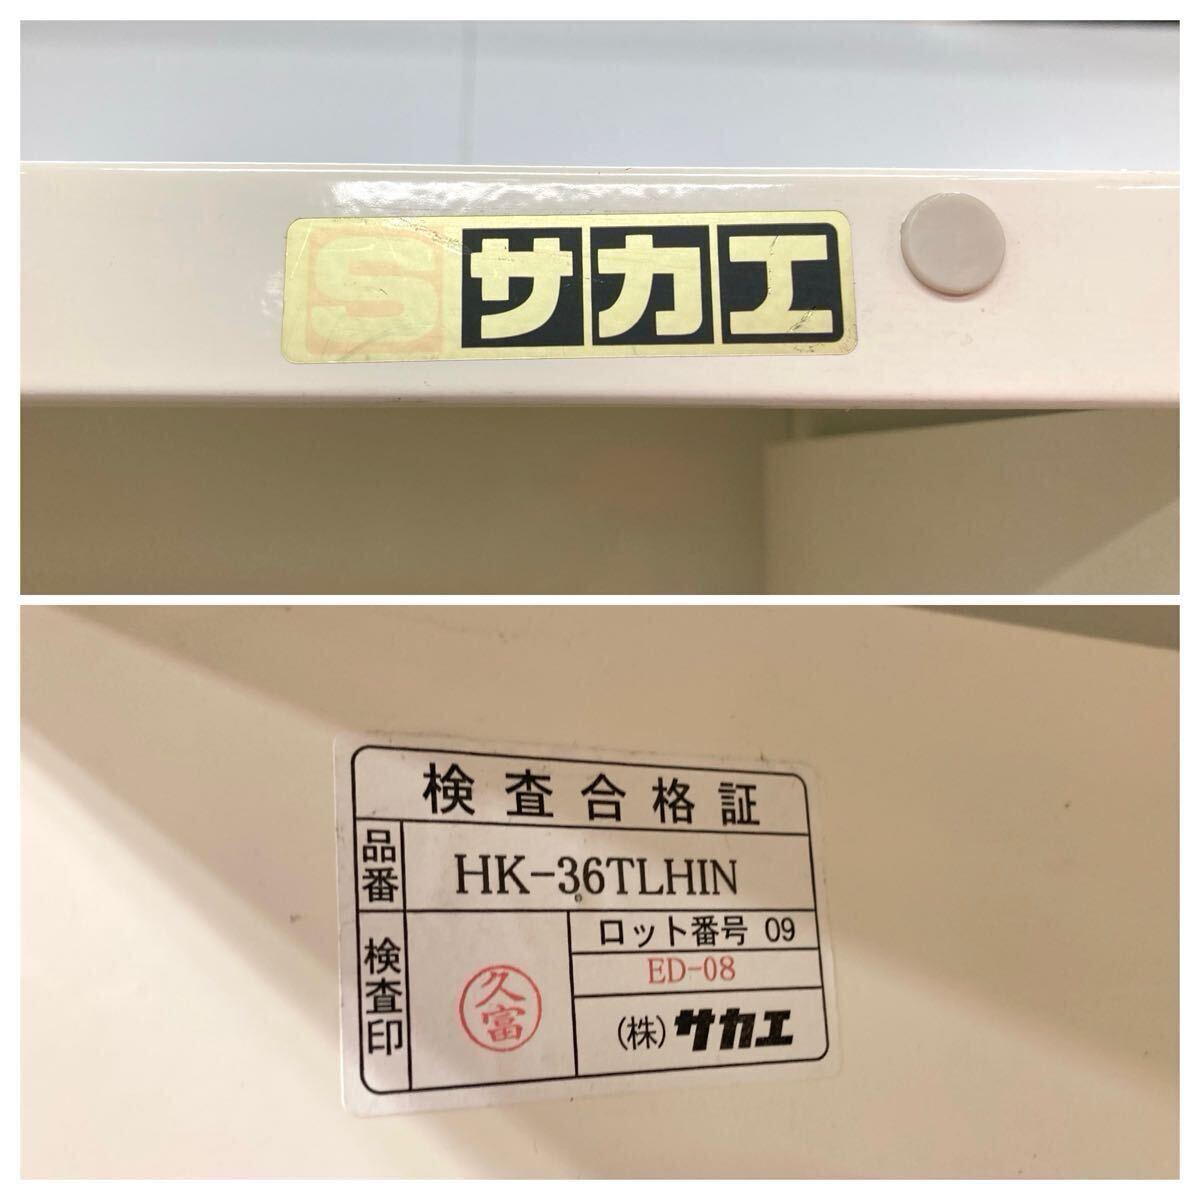 S サカエ
検査合格証
品番 HK-36TLHIN
検査印 久富
ロット番号 09
ED-08
(株)サカエ